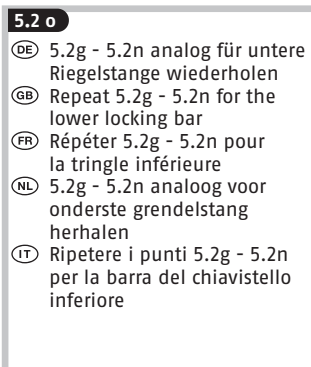 5.2 o
DE 5.2g - 5.2n analog für untere
Riegelstange wiederholen
GB Repeat 5.2g - 5.2n for the
lower locking bar
FR Répéter 5.2g - 5.2n pour
la tringle inférieure
NL 5.2g - 5.2n analoog voor
onderste grendelstang
herhalen
IT Ripetere i punti 5.2g - 5.2n
per la barra del chiavistello
inferiore